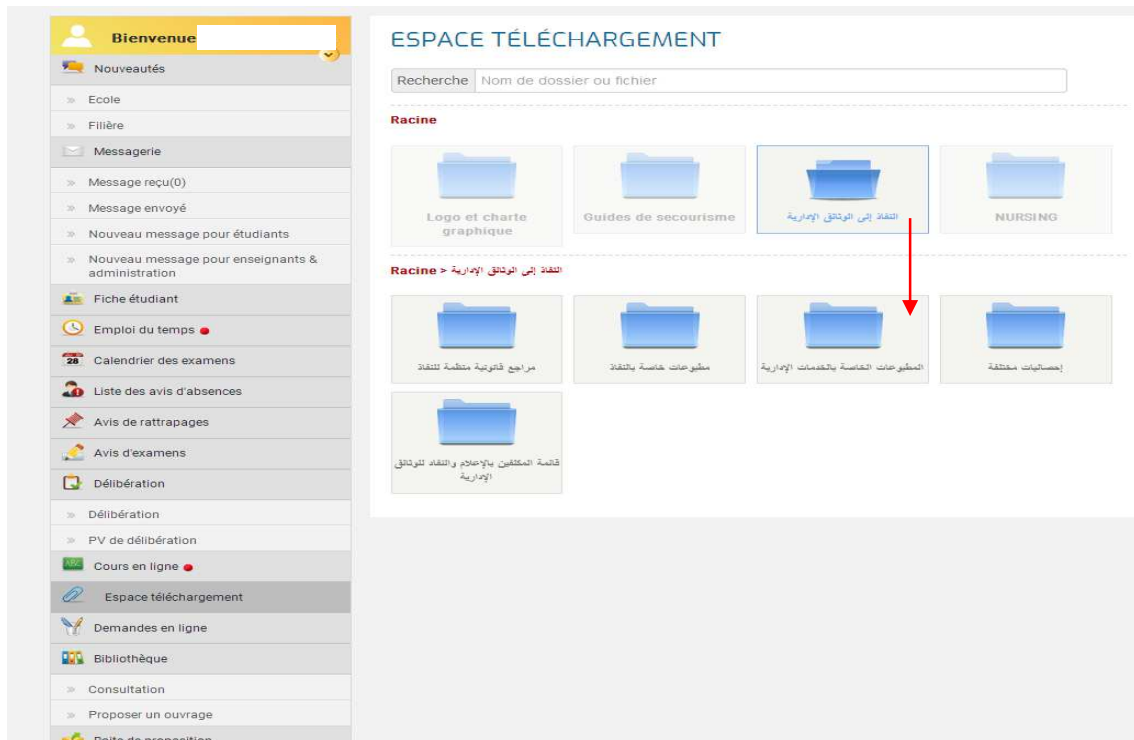 Bienvenue
Nouveautés
Ecole
Filière
Messagerie
Message reçu(0)
Message envoyé
Nouveau message pour étudiants
Nouveau message pour enseignants &
administration
Fiche étudiant
Emploi du temps
28 Calendrier des examens
Liste des avis d'absences
Avis de rattrapages
Avis d'examens
Délibération
Délibération
PV de délibération
ABC Cours en ligne
Espace téléchargement
Demandes en ligne
Bibliothèque
Consultation
Proposer un ouvrage
Boite de proposition
ESPACE TÉLÉCHARGEMENT
Recherche Nom de dossier ou fichier
Racine
Logo et charte
graphique
Guides de secourisme
النفاذ إلى الوثائق الإدارية
NURSING
Racine > النفاذ إلى الوثائق الإدارية
مراجع قانونية منظمة للنفاذ
مطبوعات خاصة بالنفاذ
المطبوعات الخاصة بالخدمات الإدارية
إحصائيات مختلفة
قائمة المكلفين بالإعلام والنفاذ للوثائق
الإدارية